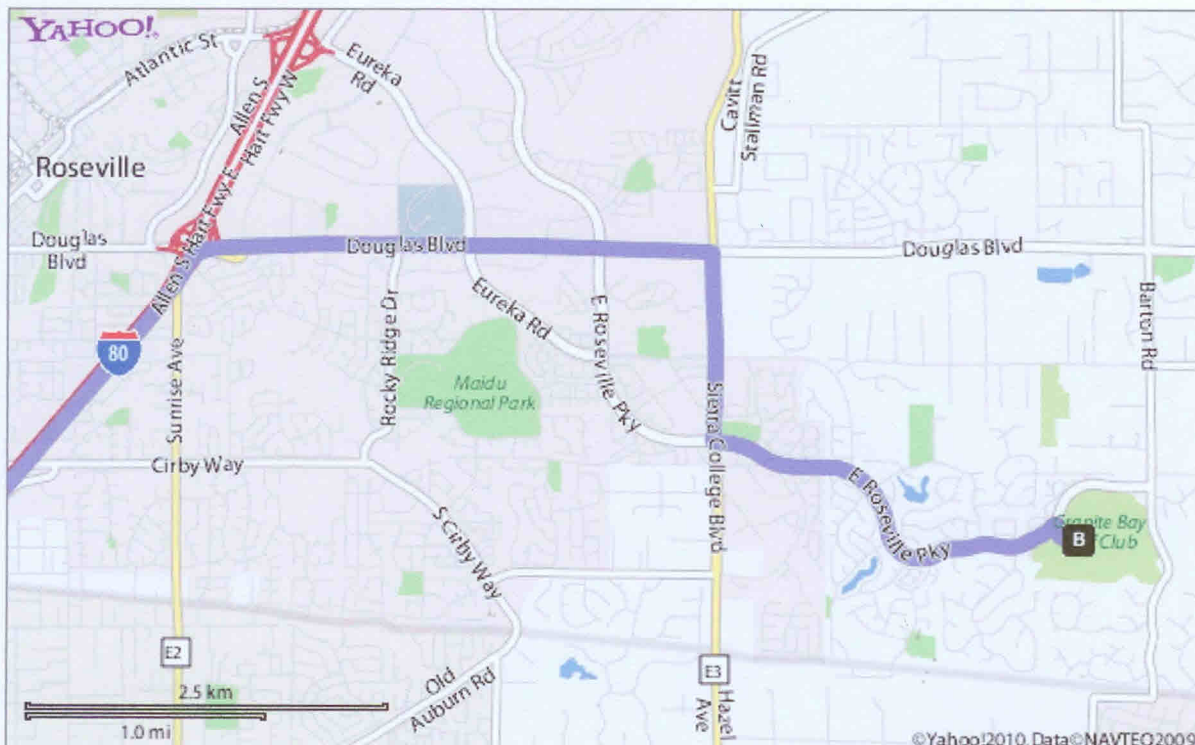 YAHOO!
Atlantic St
Eureka
Rd
Allen S
Hart Fwy W
Cavitt
Stallman Rd
Roseville
Allen S Hart Fwy E
Douglas
Blvd
Douglas Blvd
Douglas Blvd
Eureka Rd
E Roseville Pky
Rocky Ridge Dr
Barton Rd
80
Sunrise Ave
Maidu
Regional Park
Sierra College Blvd
Cirby Way
E Roseville Pky
S Cirby Way
Granite Bay
Club
B
E2
E3
Old
Auburn Rd
Hazel
Ave
2.5 km
1.0 mi
©Yahoo!2010, Data©NAVTEQ2009